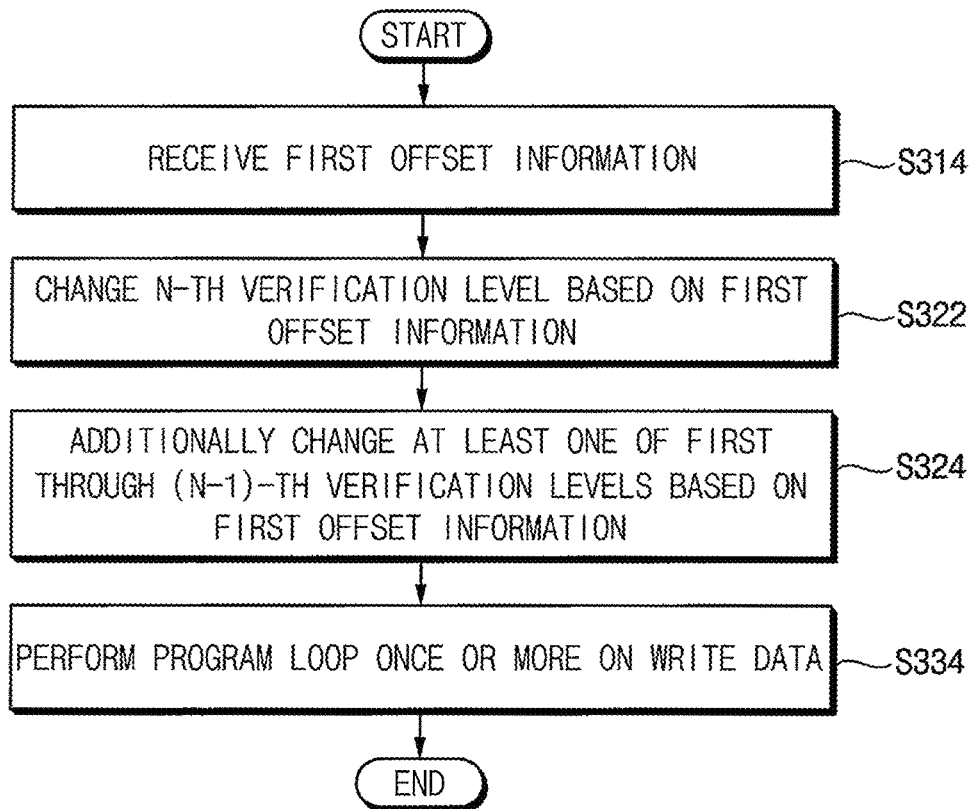 START
RECEIVE FIRST OFFSET INFORMATION
S314
CHANGE N-TH VERIFICATION LEVEL BASED ON FIRST
OFFSET INFORMATION
S322
ADDITIONALLY CHANGE AT LEAST ONE OF FIRST
THROUGH (N-1)-TH VERIFICATION LEVELS BASED ON
FIRST OFFSET INFORMATION
S324
PERFORM PROGRAM LOOP ONCE OR MORE ON WRITE DATA
S334
END